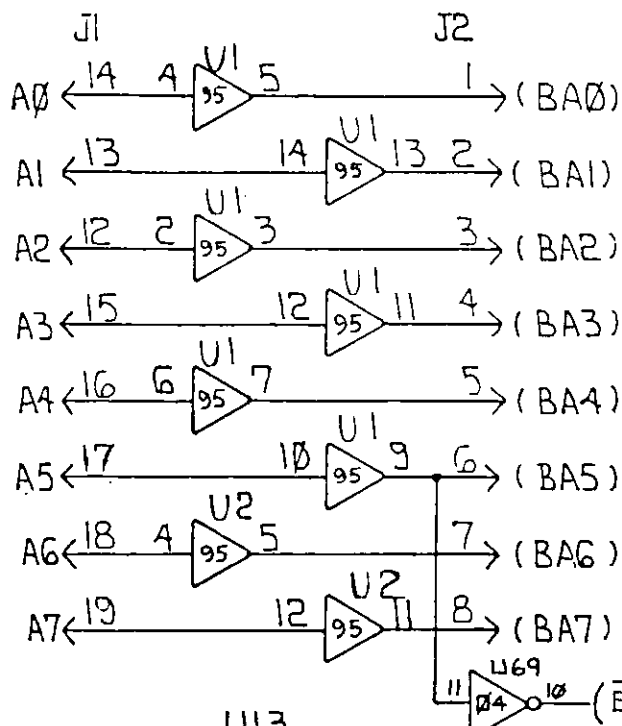 J1 J2
U1
AØ 14 4 95 5 1 (BAØ)
U1
A1 13 14 95 13 2 (BA1)
U1
A2 12 2 95 3 3 (BA2)
U1
A3 15 12 95 11 4 (BA3)
U1
A4 16 6 95 7 5 (BA4)
U1
A5 17 1Ø 95 9 6 (BA5)
U2
A6 18 4 95 5 7 (BA6)
U2
A7 19 12 95 11 8 (BA7)
U69
11 Ø4 1Ø
U13